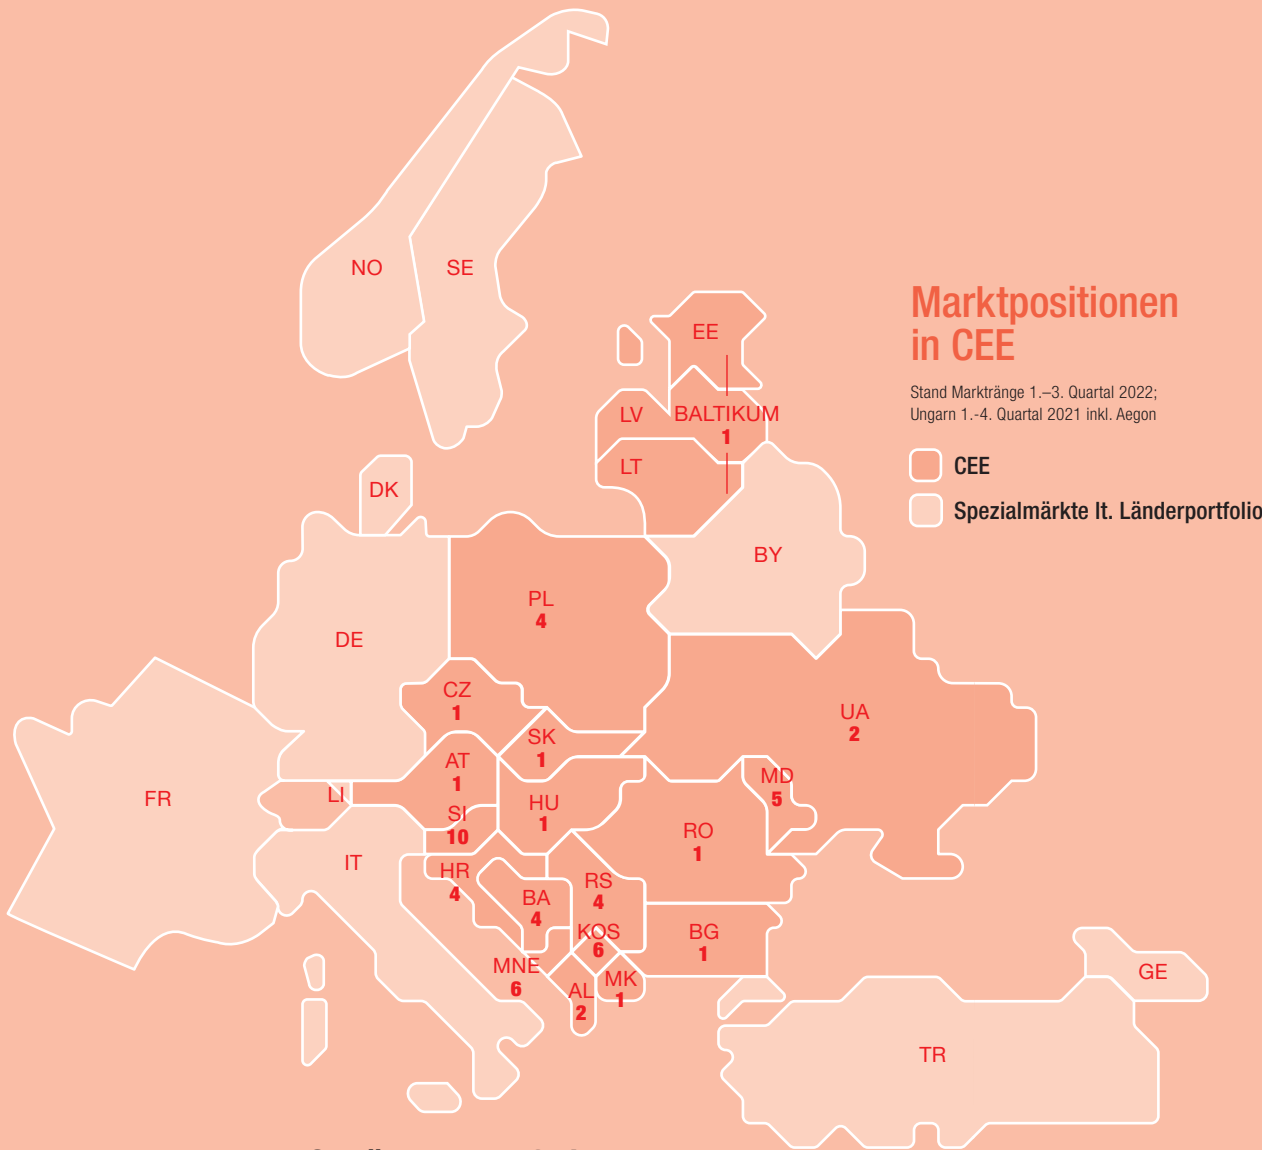 NO
SE
Marktpositionen
in CEE
Stand Marktränge 1.–3. Quartal 2022;
Ungarn 1.-4. Quartal 2021 inkl. Aegon
CEE
Spezialmärkte lt. Länderportfolio
EE
LV
BALTIKUM
1
LT
DK
BY
PL
4
DE
CZ
1
UA
2
SK
1
AT
1
MD
5
FR
LI
HU
1
SI
10
RO
1
IT
HR
4
RS
4
BA
4
KOS
6
BG
1
MNE
6
MK
1
AL
2
GE
TR